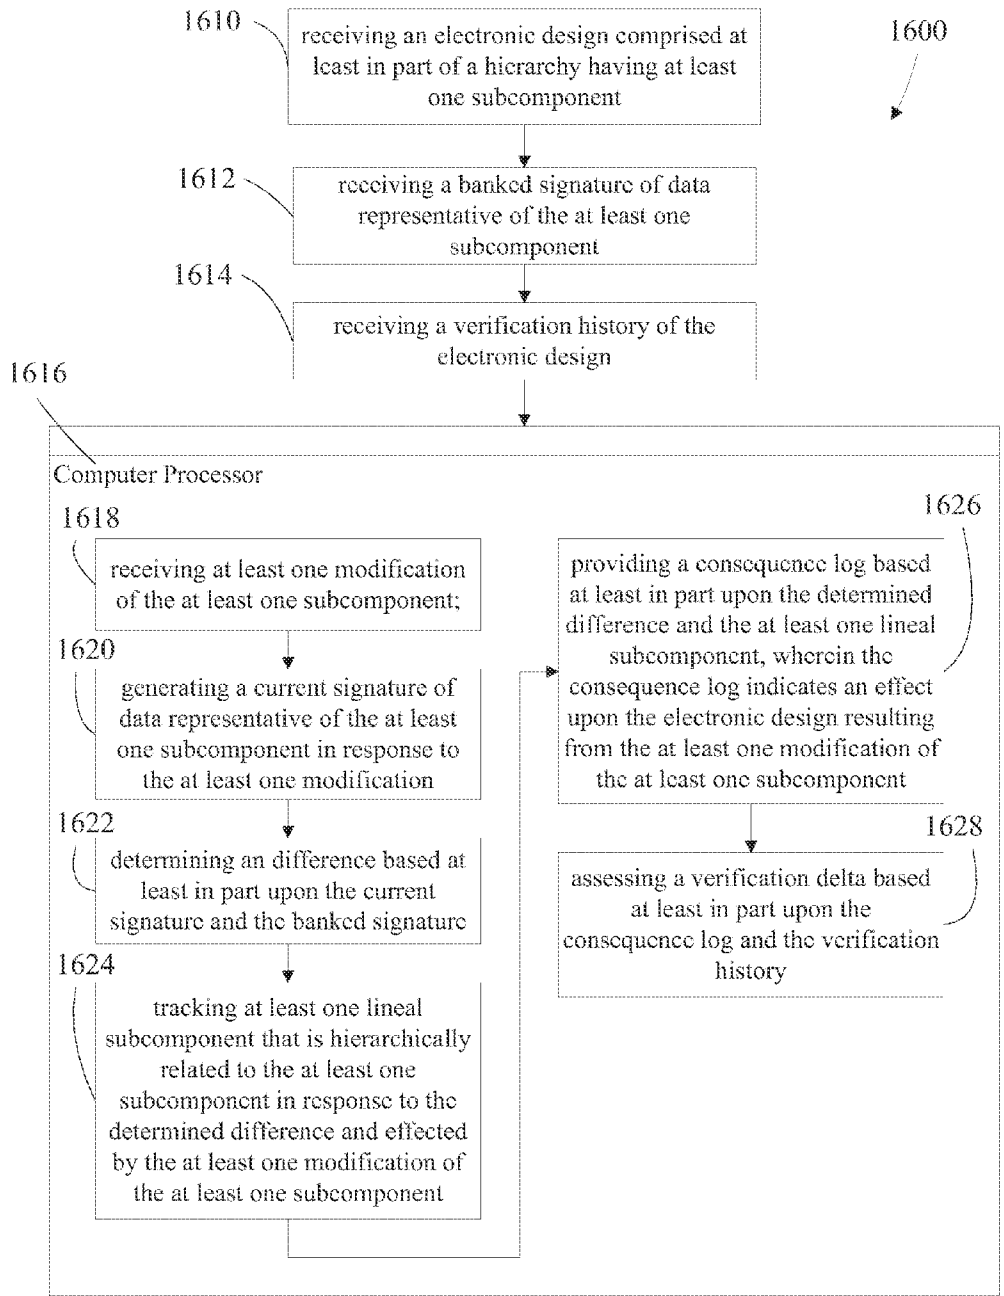 1610
receiving an electronic design comprised at
least in part of a hierarchy having at least
one subcomponent
1600
1612
receiving a banked signature of data
representative of the at least one
subcomponent
1614
receiving a verification history of the
electronic design
1616
Computer Processor
1618
receiving at least one modification
of the at least one subcomponent;
1620
generating a current signature of
data representative of the at least
one subcomponent in response to
the at least one modification
1622
determining an difference based at
least in part upon the current
signature and the banked signature
1624
tracking at least one lineal
subcomponent that is hierarchically
related to the at least one
subcomponent in response to the
determined difference and effected
by the at least one modification of
the at least one subcomponent
1626
providing a consequence log based
at least in part upon the determined
difference and the at least one lineal
subcomponent, wherein the
consequence log indicates an effect
upon the electronic design resulting
from the at least one modification of
the at least one subcomponent
1628
assessing a verification delta based
at least in part upon the
consequence log and the verification
history